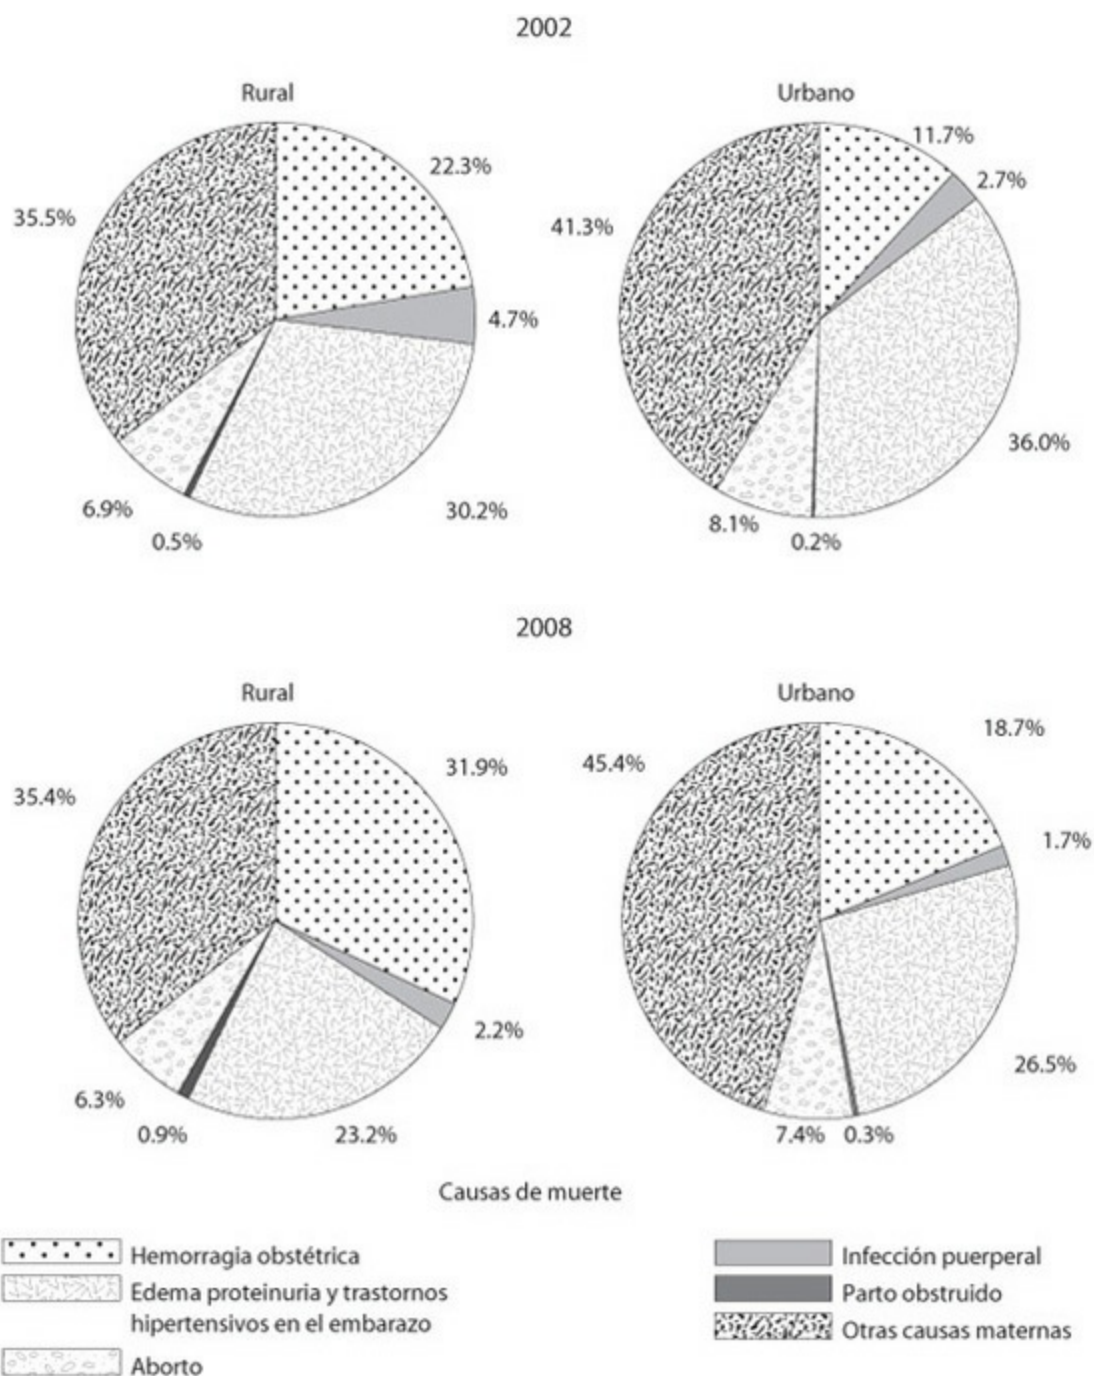 2002
Rural
Urbano
22.3%
35.5%
4.7%
6.9%
0.5%
30.2%
11.7%
2.7%
41.3%
36.0%
8.1%
0.2%
2008
Rural
Urbano
31.9%
35.4%
2.2%
6.3%
0.9%
23.2%
18.7%
45.4%
1.7%
26.5%
7.4%
0.3%
Causas de muerte
Hemorragia obstétrica
Edema proteinuria y trastornos
hipertensivos en el embarazo
Aborto
Infección puerperal
Parto obstruido
Otras causas maternas